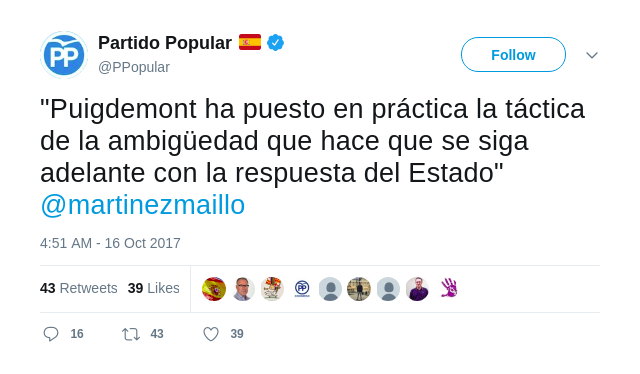 Partido Popular
@PPopular
Follow
"Puigdemont ha puesto en práctica la táctica
de la ambigüedad que hace que se siga
adelante con la respuesta del Estado"
@martinezmaillo
4:51 AM - 16 Oct 2017
43 Retweets 39 Likes
16 43 39